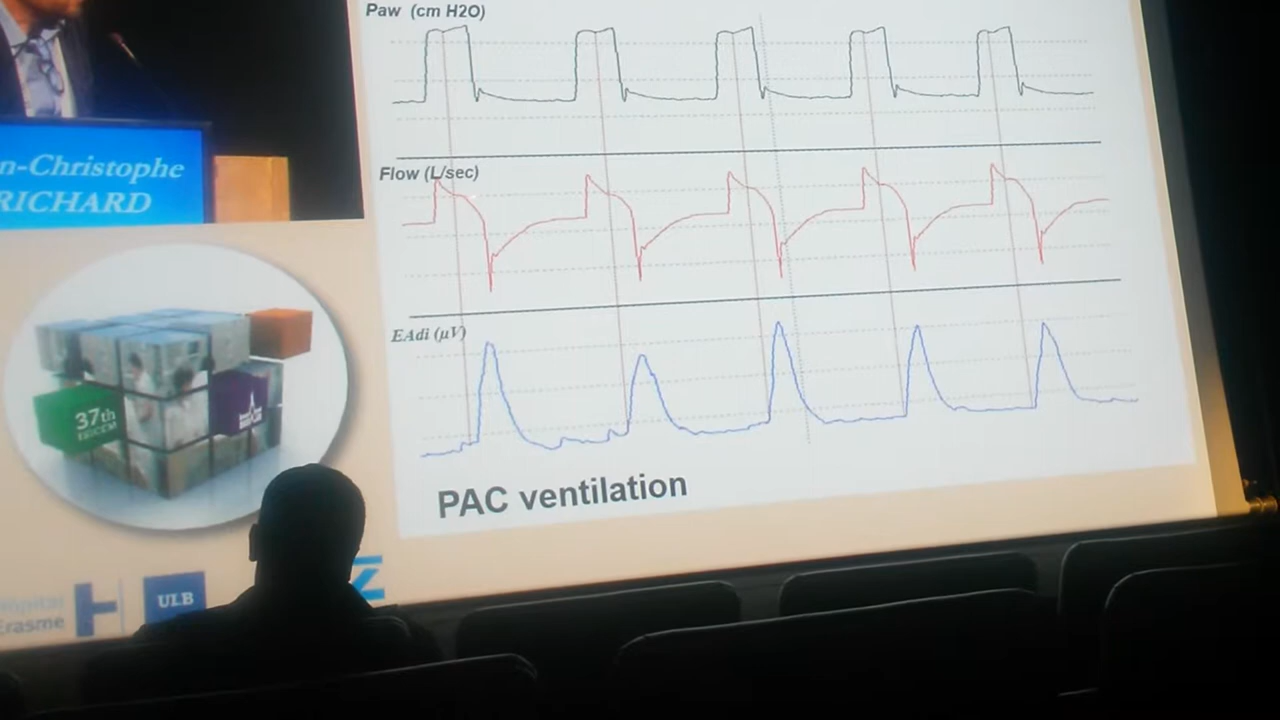 Paw (cm H2O)
n-Christophe
RICHARD
Flow (L/sec)
EAdi (µV)
37th
PAC ventilation
ULB
Erasme